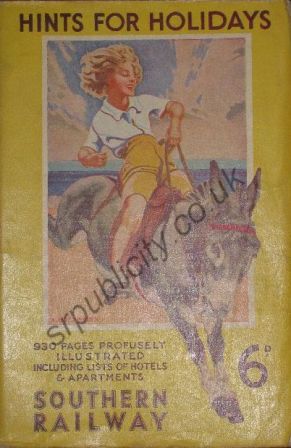 HINTS FOR HOLIDAYS
srpublicity.co.uk
930 PAGES PROFUSELY
ILLUSTRATED
INCLUDING LISTS OF HOTELS
& APARTMENTS
6D
SOUTHERN
RAILWAY